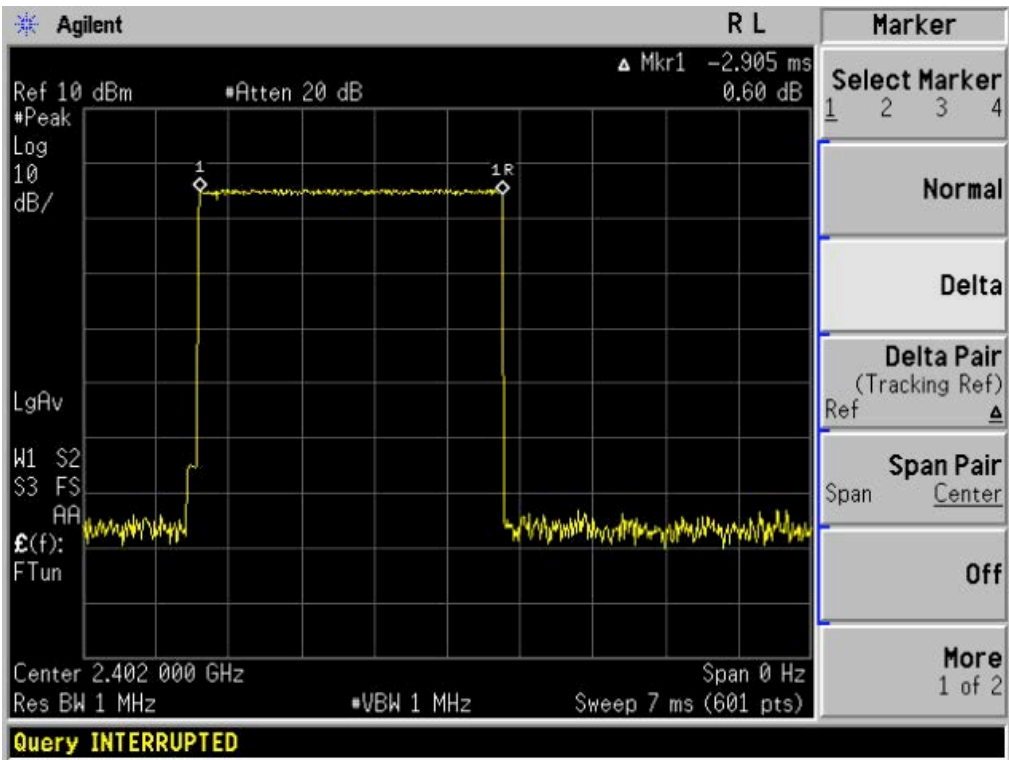 Agilent R L Marker
▵ Mkr1 -2.905 ms
Ref 10 dBm #Atten 20 dB 0.60 dB
#Peak
Log
10
dB/
1 1R
LgAv
W1 S2
S3 FS
AA
£(f):
FTun
Center 2.402 000 GHz Span 0 Hz
Res BW 1 MHz #VBW 1 MHz Sweep 7 ms (601 pts)
Query INTERRUPTED
Select Marker
1 2 3 4
Normal
Delta
Delta Pair
(Tracking Ref)
Ref ▵
Span Pair
Span Center
Off
More
1 of 2